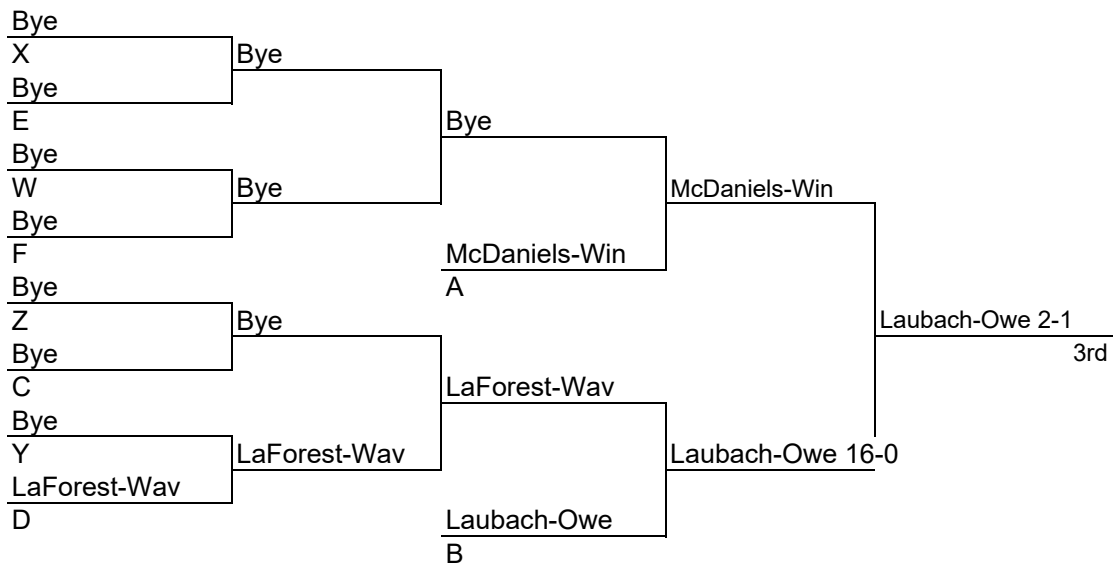 Bye
X
Bye
Bye
E
Bye
Bye
W
Bye
McDaniels-Win
Bye
F
McDaniels-Win
A
Bye
Z
Bye
Laubach-Owe 2-1
3rd
Bye
C
LaForest-Wav
Bye
Y
LaForest-Wav
Laubach-Owe 16-0
LaForest-Wav
D
Laubach-Owe
B